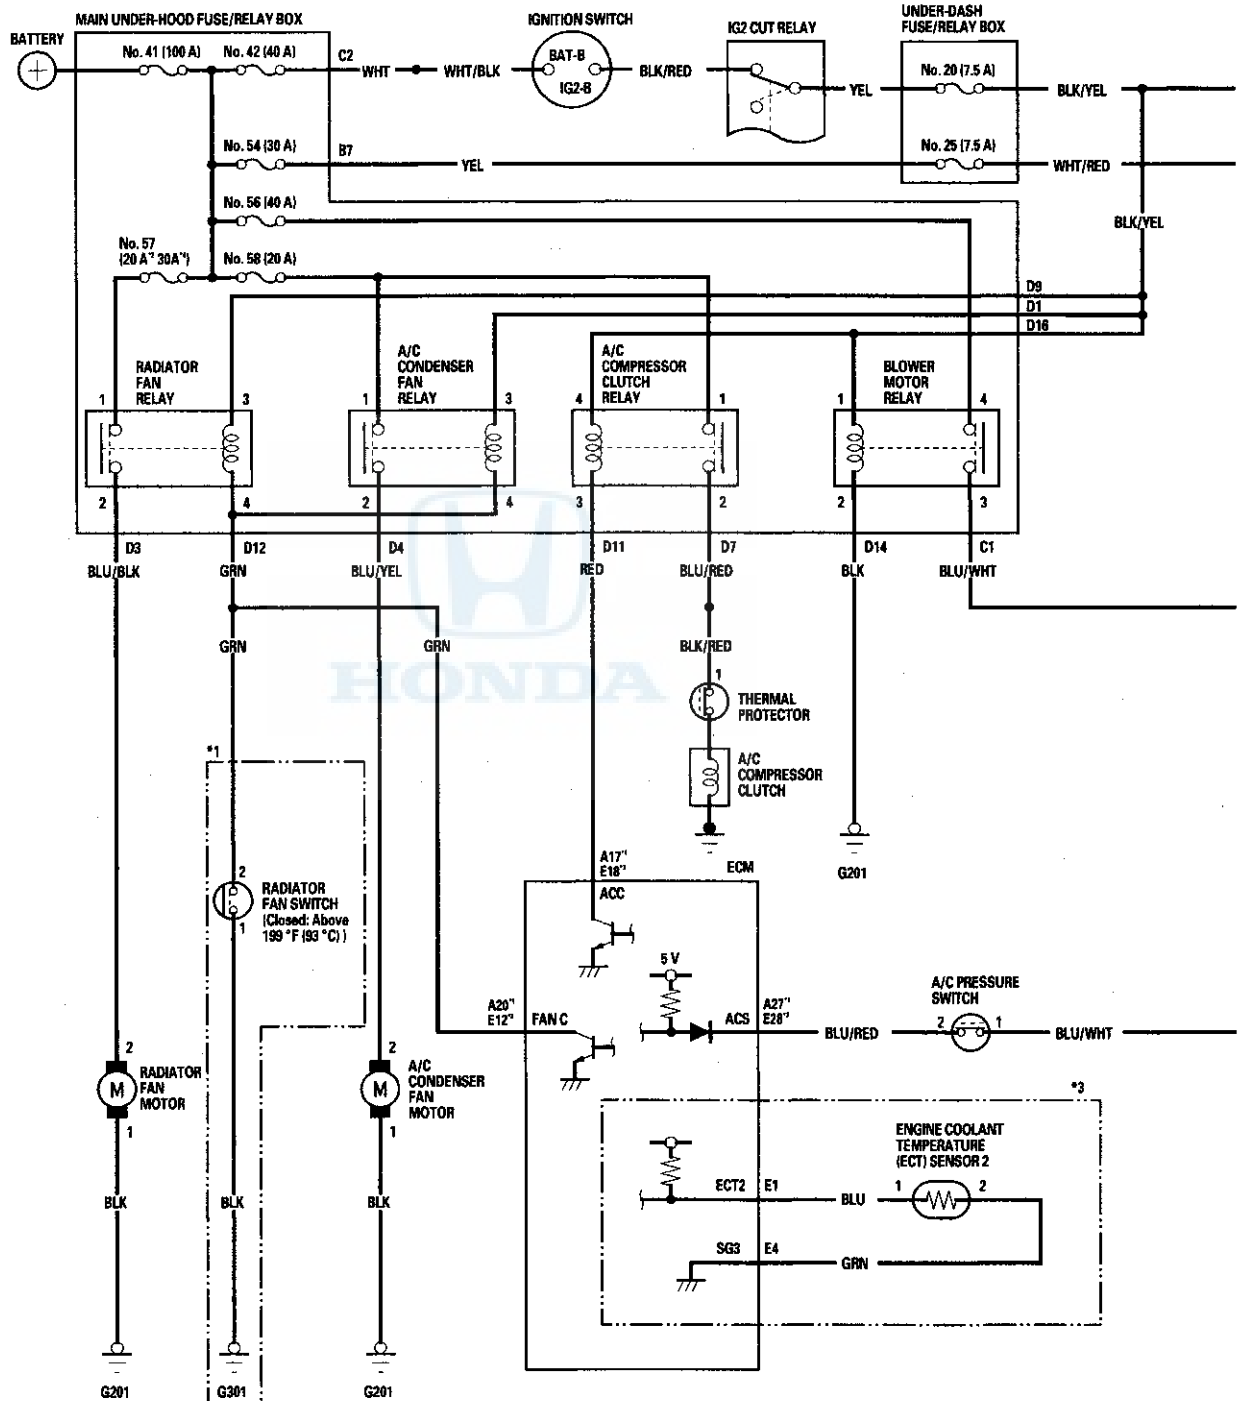 MAIN UNDER-HOOD FUSE/RELAY BOX
IGNITION SWITCH
IG2 CUT RELAY
UNDER-DASH
FUSE/RELAY BOX
BATTERY
No. 41 (100 A)
No. 42 (40 A)
C2
WHT
WHT/BLK
BAT-B
IG2-B
BLK/RED
YEL
No. 20 (7.5 A)
BLK/YEL
No. 54 (30 A)
B7
YEL
No. 25 (7.5 A)
WHT/RED
No. 56 (40 A)
BLK/YEL
No. 57
(20 A*² 30A*⁴)
No. 58 (20 A)
D9
D1
D16
RADIATOR
FAN
RELAY
A/C
CONDENSER
FAN
RELAY
A/C
COMPRESSOR
CLUTCH
RELAY
BLOWER
MOTOR
RELAY
1 3 1 3 4 1 1 4
2 4 2 4 3 2 2 3
D3 D12 D4 D11 D7 D14 C1
BLU/BLK GRN BLU/YEL RED BLU/RED BLK BLU/WHT
GRN GRN BLK/RED
HONDA
1
THERMAL
PROTECTOR
*1
A/C
COMPRESSOR
CLUTCH
G201
A17*¹
E18*³
ECM
ACC
2
RADIATOR
FAN SWITCH
(Closed: Above
199 °F (93 °C) )
1
5 V
A/C PRESSURE
SWITCH
A20*¹
E12*³
FAN C
ACS
A27*¹
E28*³
BLU/RED
2 1
BLU/WHT
2
M
1
RADIATOR
FAN
MOTOR
2
M
1
A/C
CONDENSER
FAN
MOTOR
*3
ENGINE COOLANT
TEMPERATURE
(ECT) SENSOR 2
BLK BLK BLK
ECT2 E1 BLU 1 2
SG3 E4 GRN
G201 G301 G201